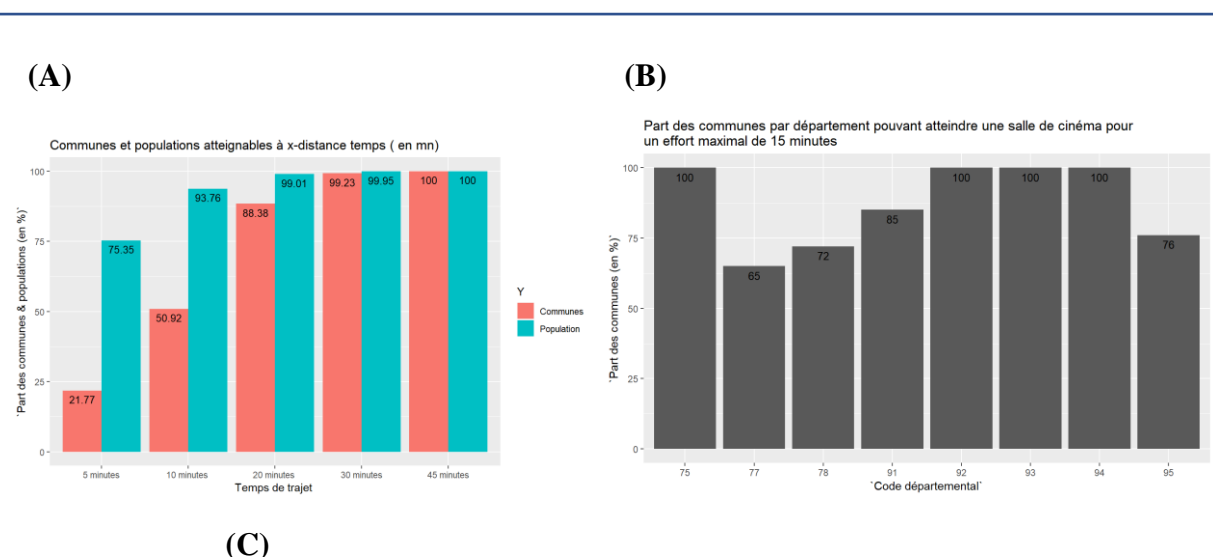 (A)
(B)
Communes et populations atteignables à x-distance temps ( en mn)
100
75
50
25
0
`Part des communes & populations (en %)`
21.77
75.35
50.92
93.76
88.38
99.01
99.23
99.95
100
100
5 minutes
10 minutes
20 minutes
30 minutes
45 minutes
Temps de trajet
Y
Communes
Population
Part des communes par département pouvant atteindre une salle de cinéma pour
un effort maximal de 15 minutes
100
75
50
25
0
`Part des communes (en %)`
100
65
72
85
100
100
100
76
75
77
78
91
92
93
94
95
`Code départemental`
(C)